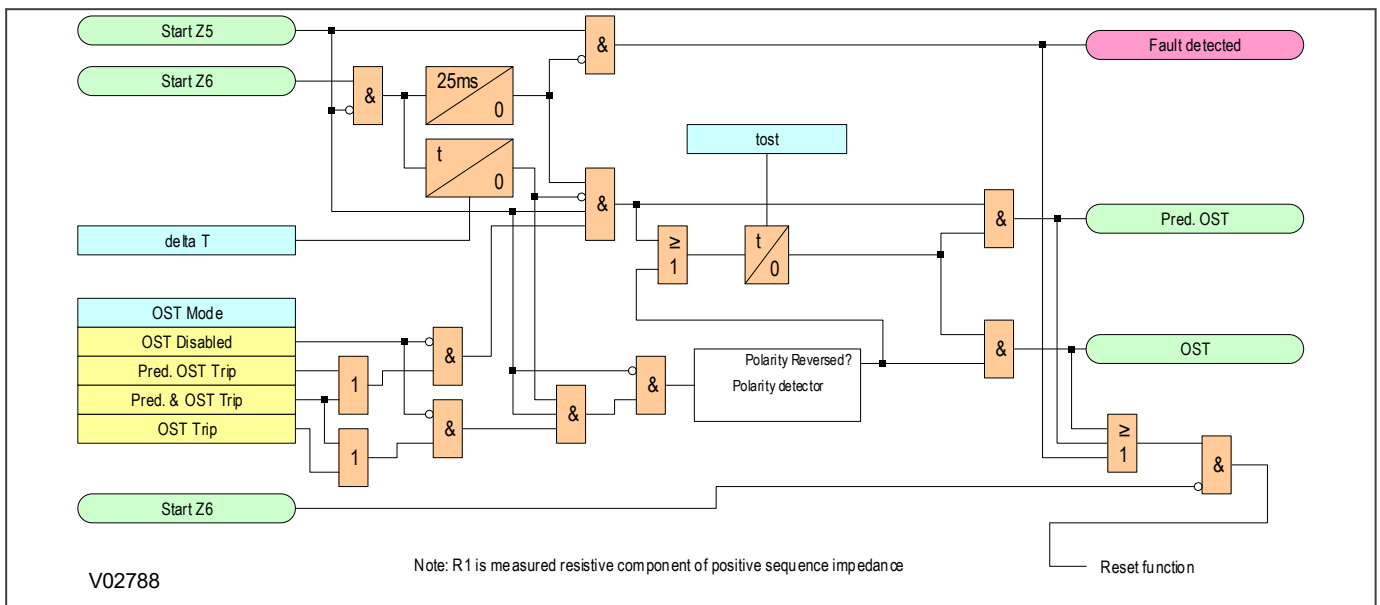 Start Z5
&
Fault detected
Start Z6
&
25ms
0
t
0
tost
&
&
Pred. OST
delta T
≥
1
t
0
OST Mode
OST Disabled
Pred. OST Trip
Pred. & OST Trip
OST Trip
1
&
1
&
&
&
Polarity Reversed?
Polarity detector
&
OST
≥
1
&
Start Z6
Note: R1 is measured resistive component of positive sequence impedance
Reset function
V02788